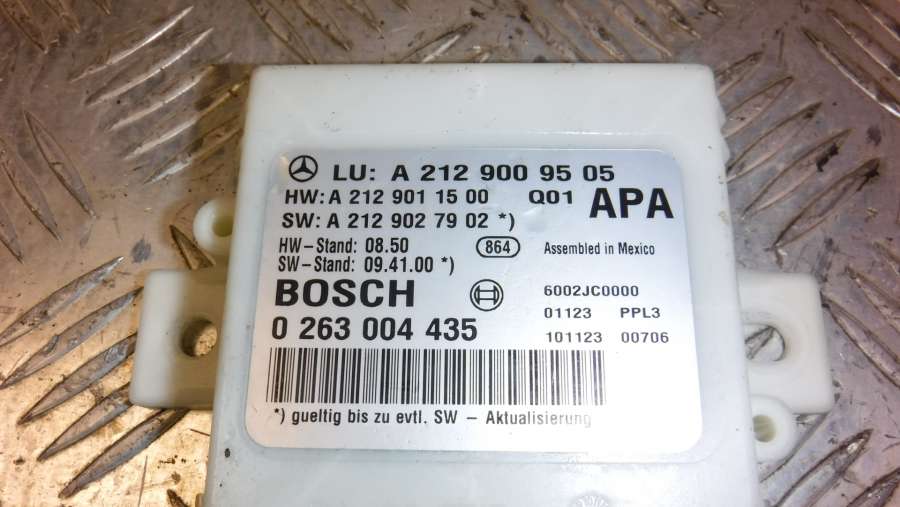 LU: A 212 900 95 05
HW: A 212 901 15 00 Q01 APA
SW: A 212 902 79 02 *)
HW-Stand: 08.50 864 Assembled in Mexico
SW-Stand: 09.41.00 *)
BOSCH 6002JC0000
01123 PPL3
0 263 004 435 101123 00706
*) gueltig bis zu evtl. SW - Aktualisierung